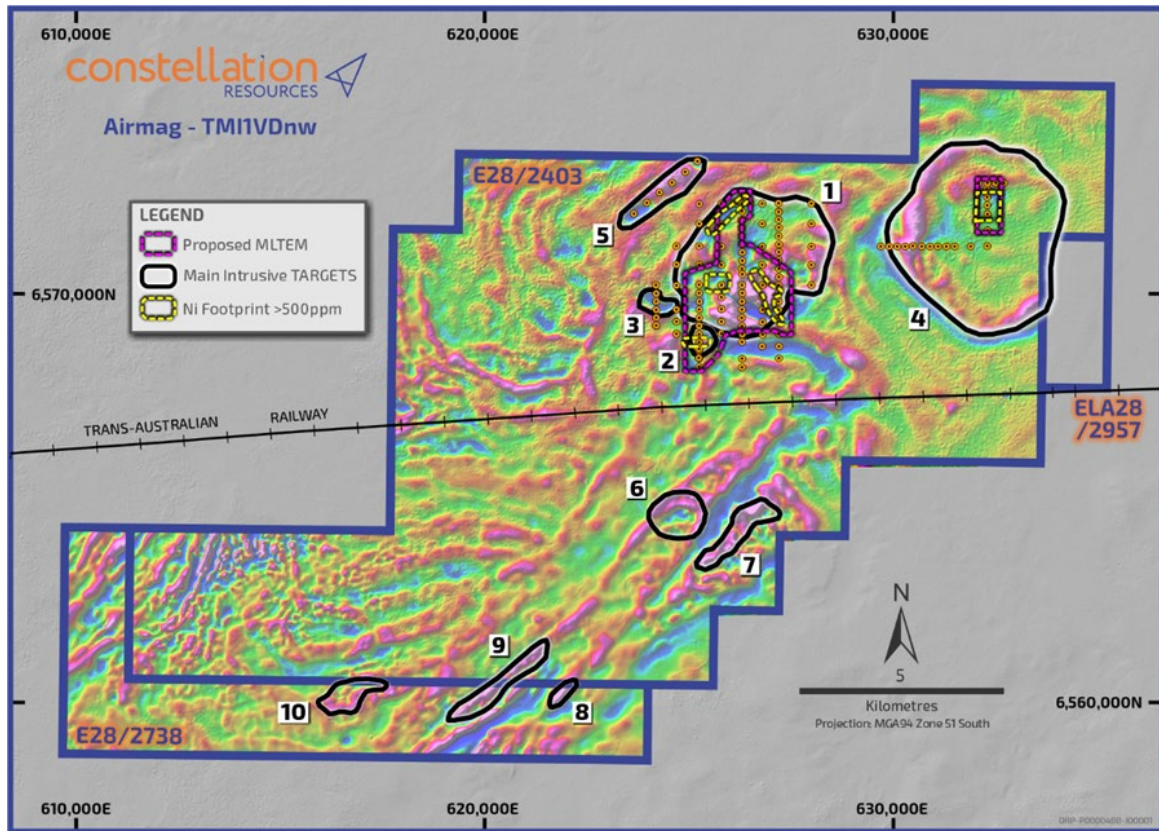 610,000E
620,000E
630,000E
constellation
RESOURCES
Airmag - TMI1VDnw
E28/2403
LEGEND
Proposed MLTEM
Main Intrusive TARGETS
Ni Footprint >500ppm
1
5
6,570,000N
3
4
2
TRANS-AUSTRALIAN RAILWAY
ELA28
/2957
6
7
N
9
5
Kilometres
Projection: MGA94 Zone 51 South
10
8
6,560,000N
E28/2738
610,000E
620,000E
630,000E